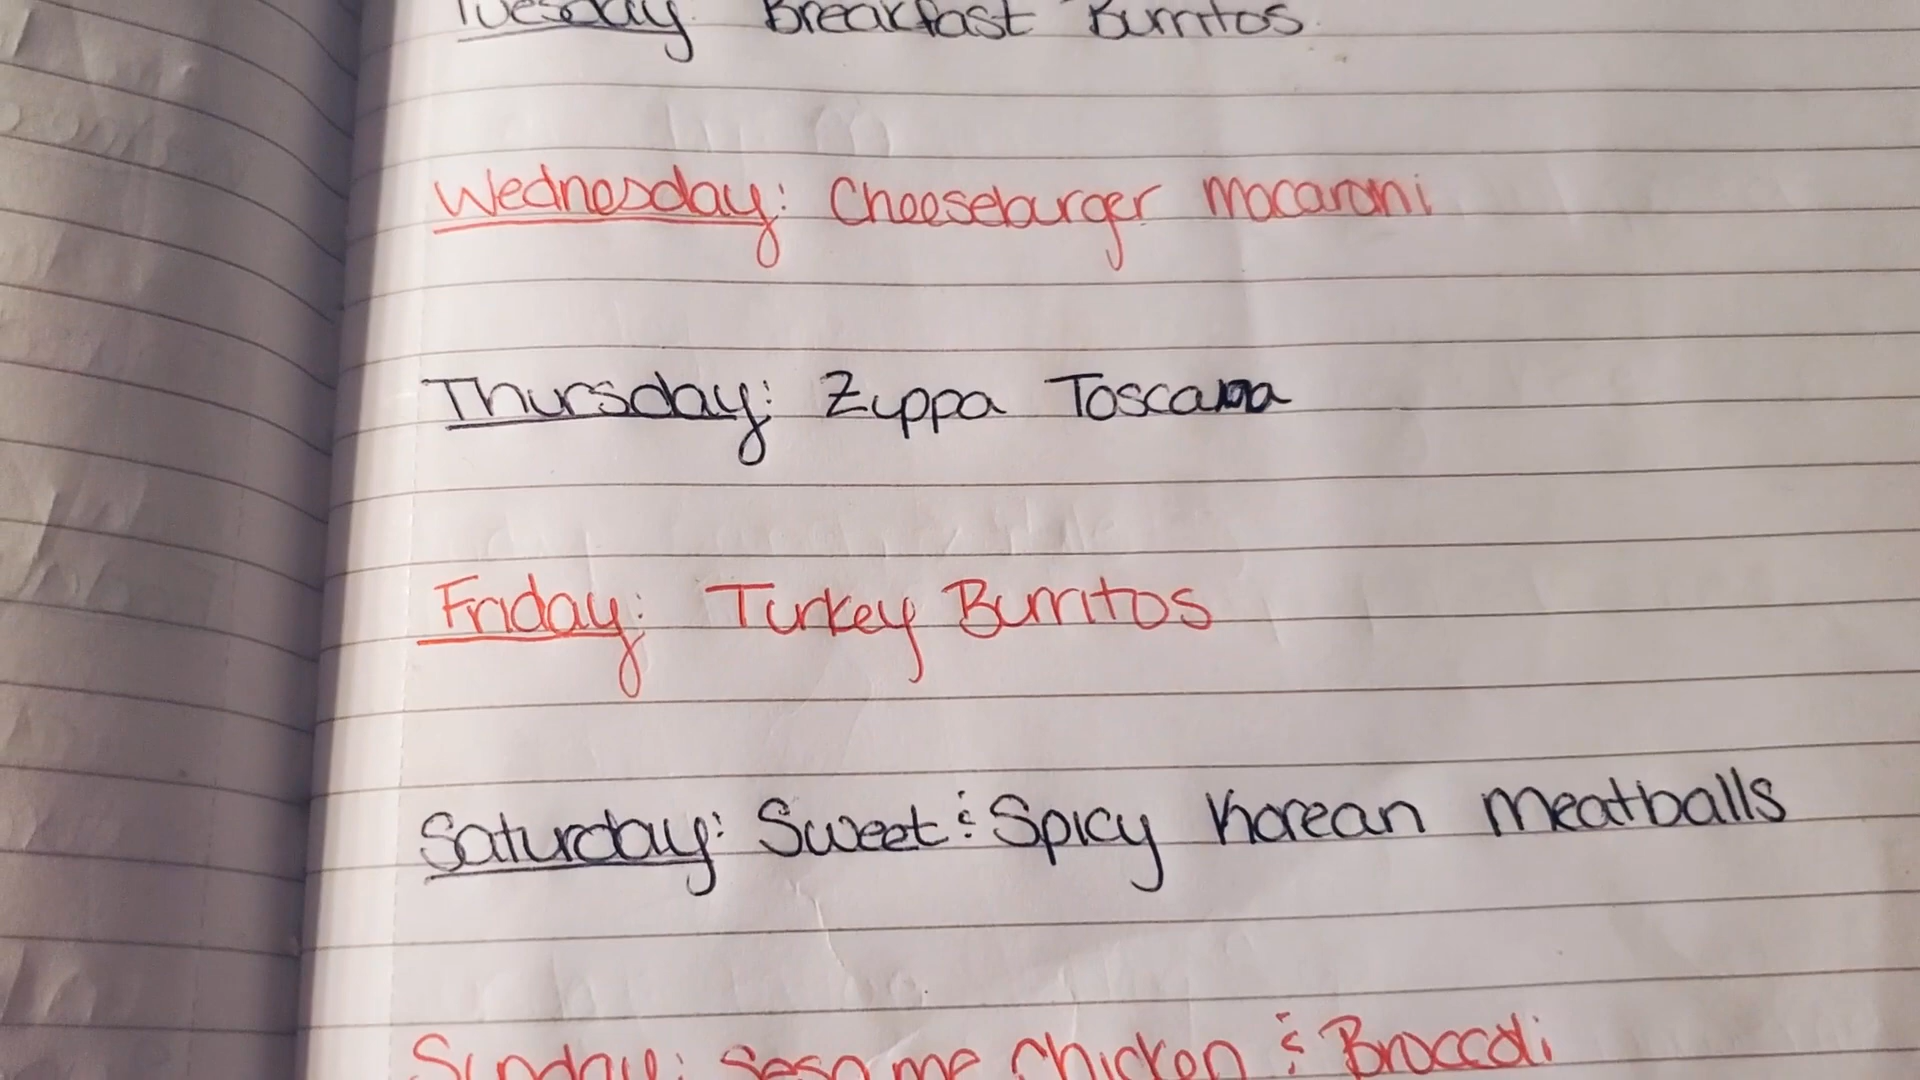 Tuesday: Breakfast Burritos
Wednesday: Cheeseburger Macaroni
Thursday: Zuppa Toscana
Friday: Turkey Burritos
Saturday: Sweet & Spicy Korean Meatballs
Sunday: Sesame Chicken & Broccoli